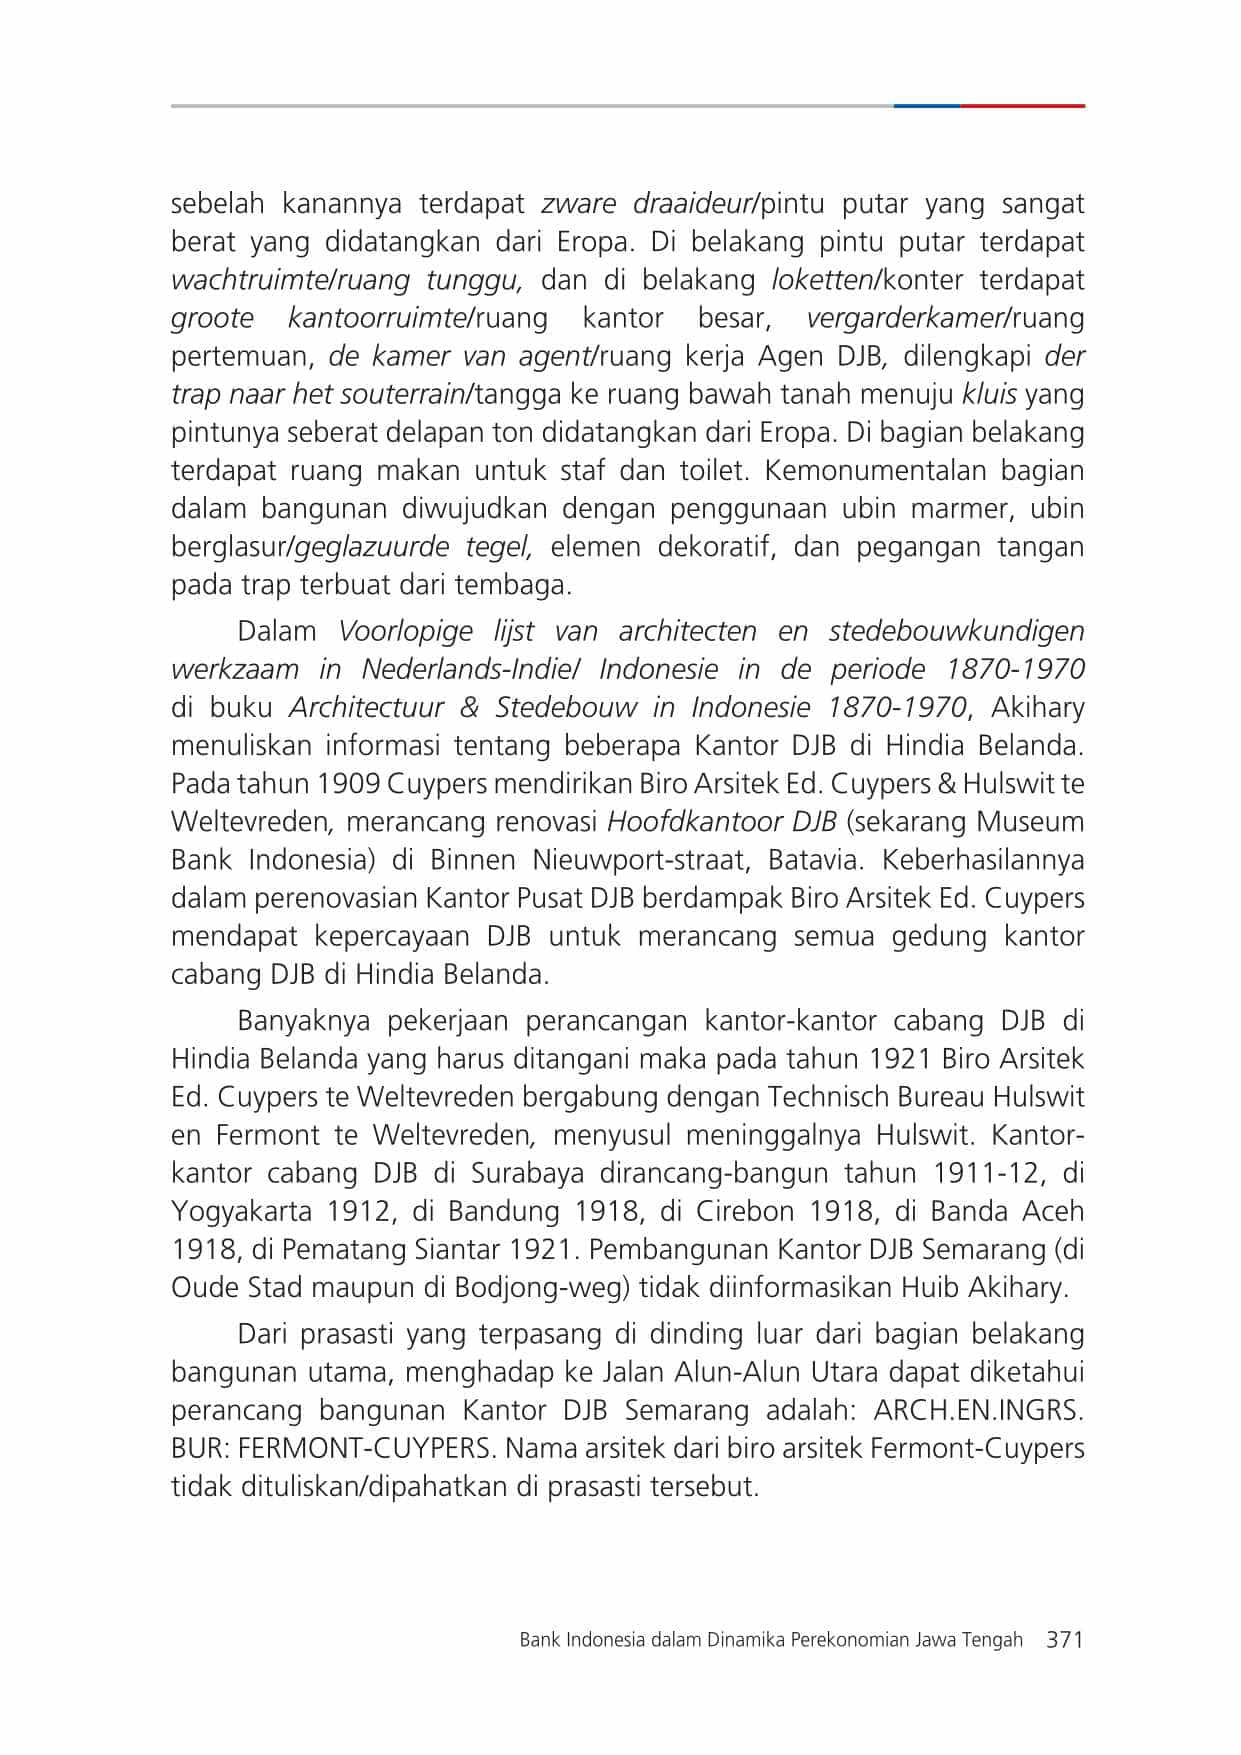 sebelah kanannya terdapat zware draaideur/pintu putar yang sangat
berat yang didatangkan dari Eropa. Di belakang pintu putar terdapat
wachtruimte/ruang tunggu, dan di belakang loketten/konter terdapat
groote kantoorruimte/ruang kantor besar, vergarderkamer/ruang
pertemuan, de kamer van agent/ruang kerja Agen DJB, dilengkapi der
trap naar het souterrain/tangga ke ruang bawah tanah menuju kluis yang
pintunya seberat delapan ton didatangkan dari Eropa. Di bagian belakang
terdapat ruang makan untuk staf dan toilet. Kemonumentalan bagian
dalam bangunan diwujudkan dengan penggunaan ubin marmer, ubin
berglasur/geglazuurde tegel, elemen dekoratif, dan pegangan tangan
pada trap terbuat dari tembaga.
Dalam Voorlopige lijst van architecten en stedebouwkundigen
werkzaam in Nederlands-Indie/ Indonesie in de periode 1870-1970
di buku Architectuur & Stedebouw in Indonesie 1870-1970, Akihary
menuliskan informasi tentang beberapa Kantor DJB di Hindia Belanda.
Pada tahun 1909 Cuypers mendirikan Biro Arsitek Ed. Cuypers & Hulswit te
Weltevreden, merancang renovasi Hoofdkantoor DJB (sekarang Museum
Bank Indonesia) di Binnen Nieuwport-straat, Batavia. Keberhasilannya
dalam perenovasian Kantor Pusat DJB berdampak Biro Arsitek Ed. Cuypers
mendapat kepercayaan DJB untuk merancang semua gedung kantor
cabang DJB di Hindia Belanda.
Banyaknya pekerjaan perancangan kantor-kantor cabang DJB di
Hindia Belanda yang harus ditangani maka pada tahun 1921 Biro Arsitek
Ed. Cuypers te Weltevreden bergabung dengan Technisch Bureau Hulswit
en Fermont te Weltevreden, menyusul meninggalnya Hulswit. Kantor-
kantor cabang DJB di Surabaya dirancang-bangun tahun 1911-12, di
Yogyakarta 1912, di Bandung 1918, di Cirebon 1918, di Banda Aceh
1918, di Pematang Siantar 1921. Pembangunan Kantor DJB Semarang (di
Oude Stad maupun di Bodjong-weg) tidak diinformasikan Huib Akihary.
Dari prasasti yang terpasang di dinding luar dari bagian belakang
bangunan utama, menghadap ke Jalan Alun-Alun Utara dapat diketahui
perancang bangunan Kantor DJB Semarang adalah: ARCH.EN.INGRS.
BUR: FERMONT-CUYPERS. Nama arsitek dari biro arsitek Fermont-Cuypers
tidak dituliskan/dipahatkan di prasasti tersebut.
Bank Indonesia dalam Dinamika Perekonomian Jawa Tengah 371